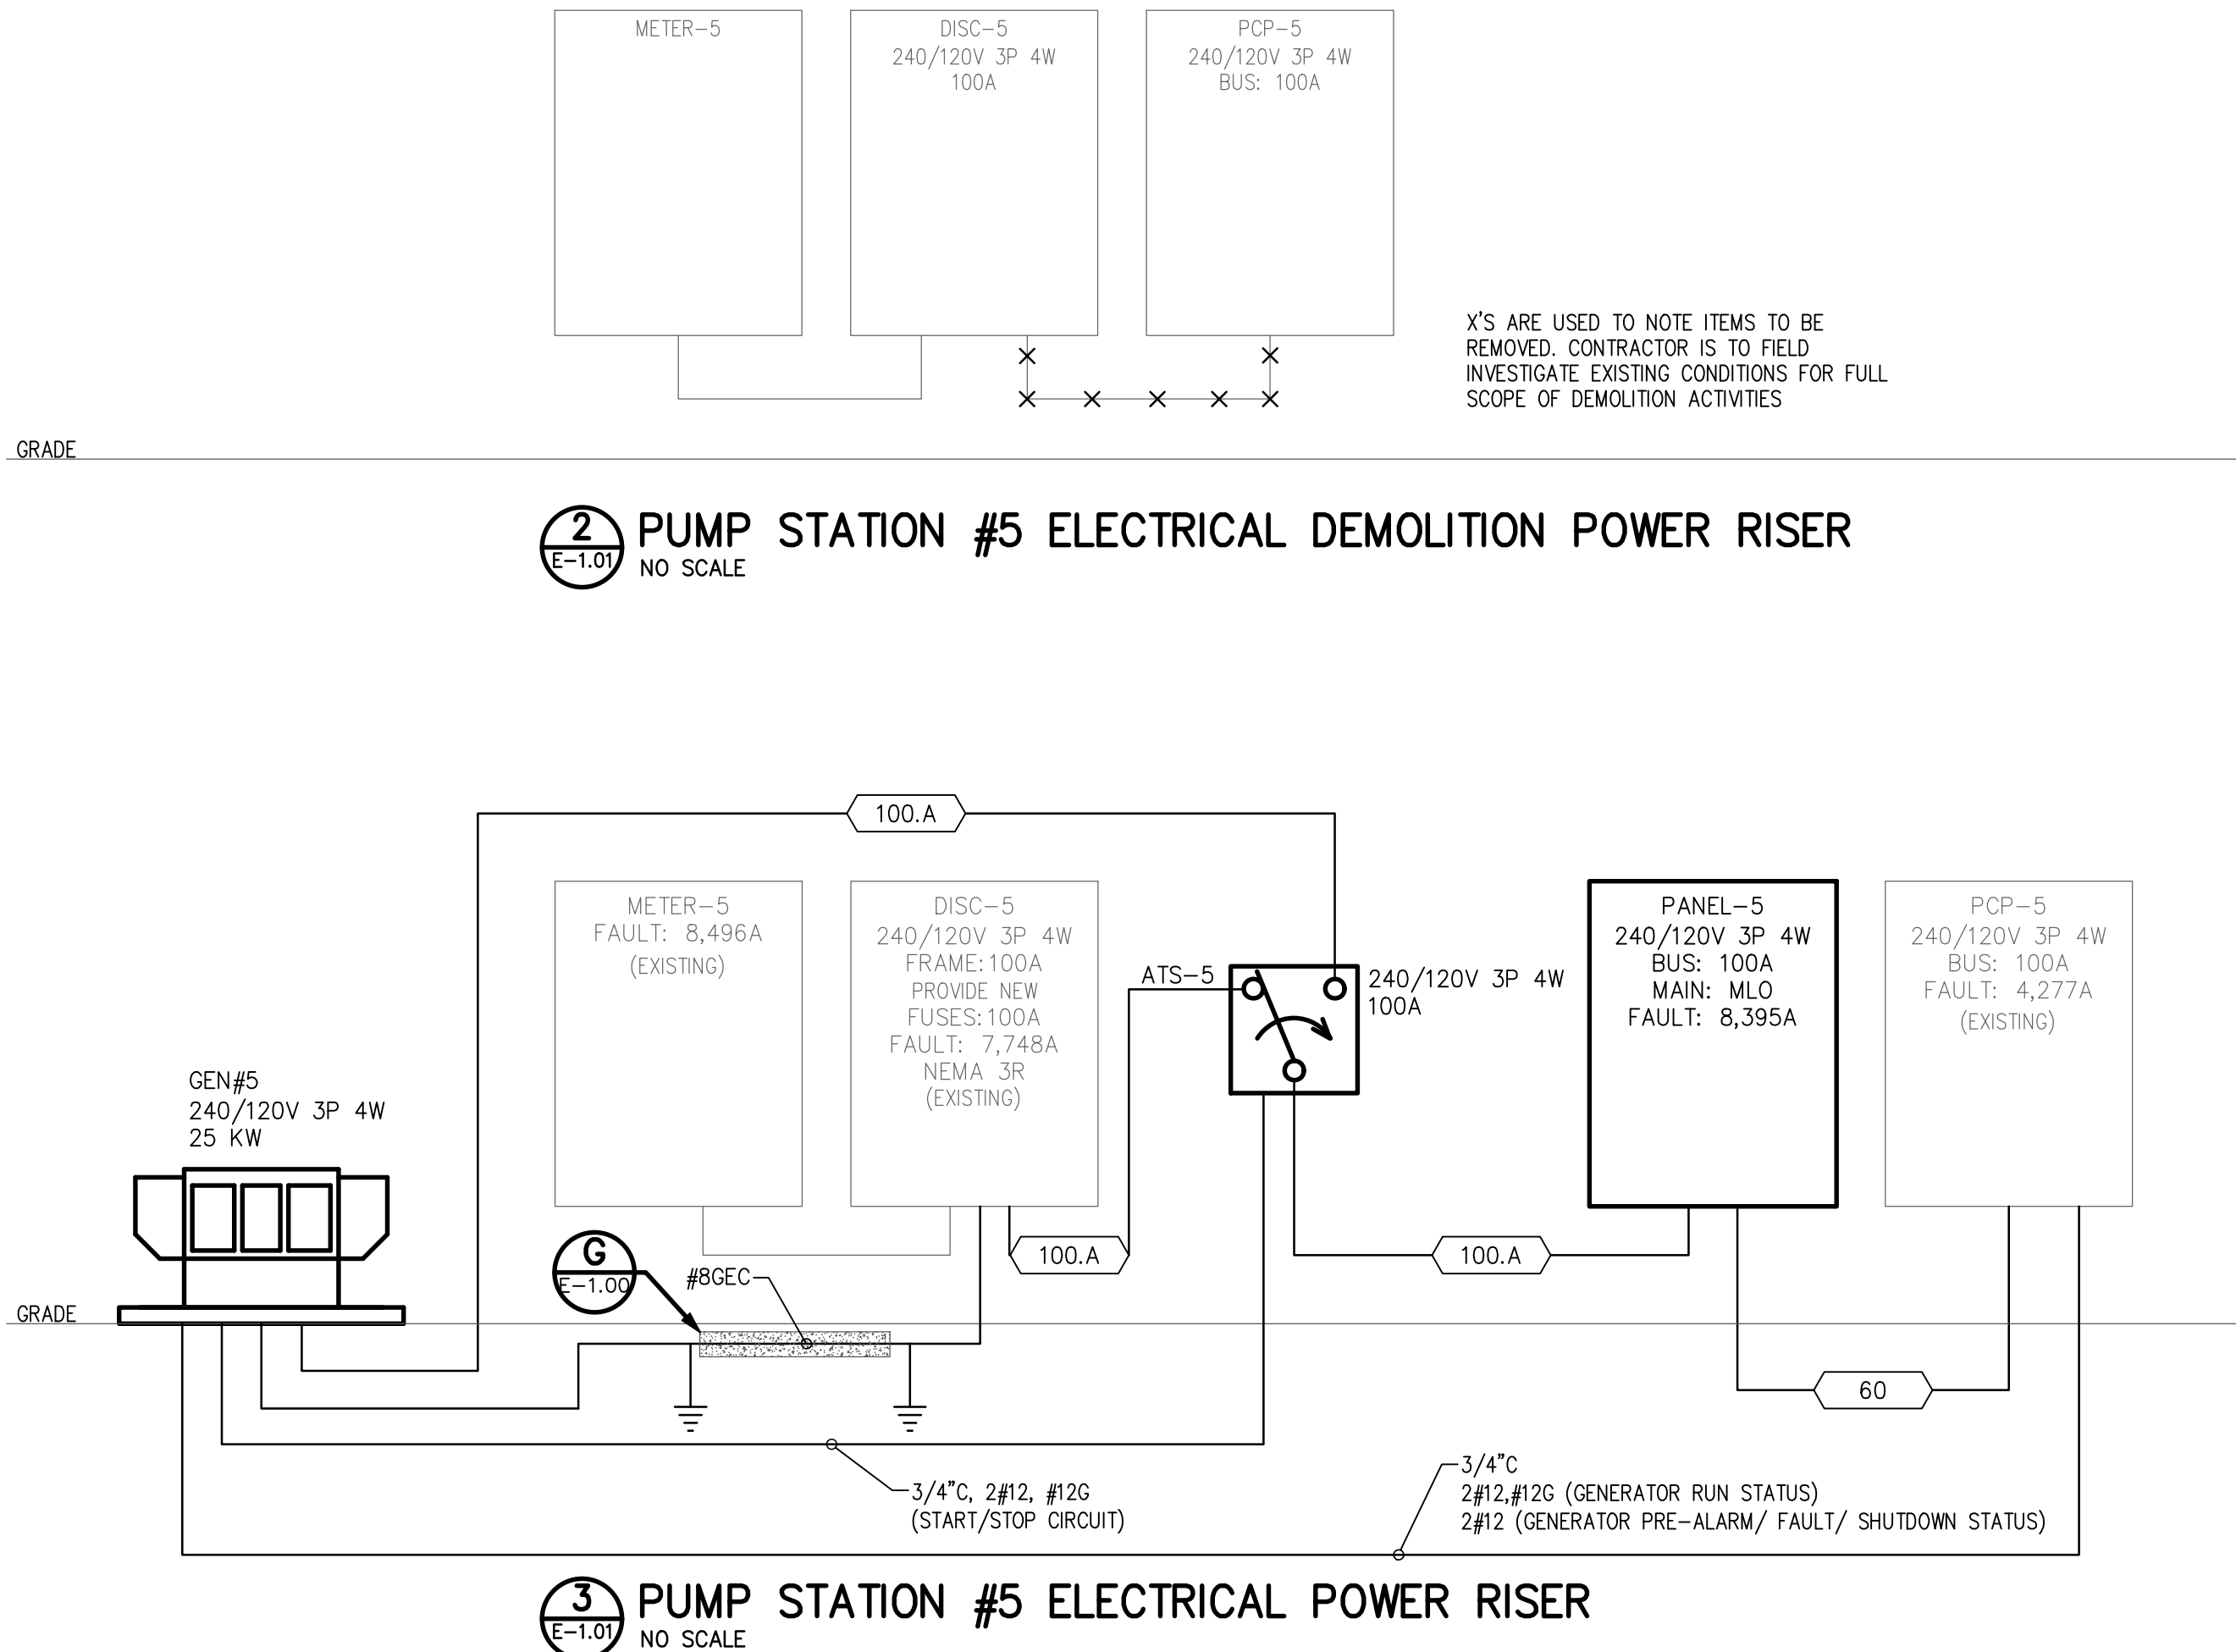 METER-5
DISC-5
240/120V 3P 4W
100A
PCP-5
240/120V 3P 4W
BUS: 100A
X'S ARE USED TO NOTE ITEMS TO BE
REMOVED. CONTRACTOR IS TO FIELD
INVESTIGATE EXISTING CONDITIONS FOR FULL
SCOPE OF DEMOLITION ACTIVITIES
GRADE
2
E-1.01
PUMP STATION #5 ELECTRICAL DEMOLITION POWER RISER
NO SCALE
100.A
METER-5
FAULT: 8,496A
(EXISTING)
DISC-5
240/120V 3P 4W
FRAME:100A
PROVIDE NEW
FUSES:100A
FAULT: 7,748A
NEMA 3R
(EXISTING)
ATS-5
240/120V 3P 4W
100A
PANEL-5
240/120V 3P 4W
BUS: 100A
MAIN: MLO
FAULT: 8,395A
PCP-5
240/120V 3P 4W
BUS: 100A
FAULT: 4,277A
(EXISTING)
GEN#5
240/120V 3P 4W
25 KW
G
E-1.00
#8GEC
100.A
100.A
GRADE
60
3/4"C, 2#12, #12G
(START/STOP CIRCUIT)
3/4"C
2#12,#12G (GENERATOR RUN STATUS)
2#12 (GENERATOR PRE-ALARM/ FAULT/ SHUTDOWN STATUS)
3
E-1.01
PUMP STATION #5 ELECTRICAL POWER RISER
NO SCALE